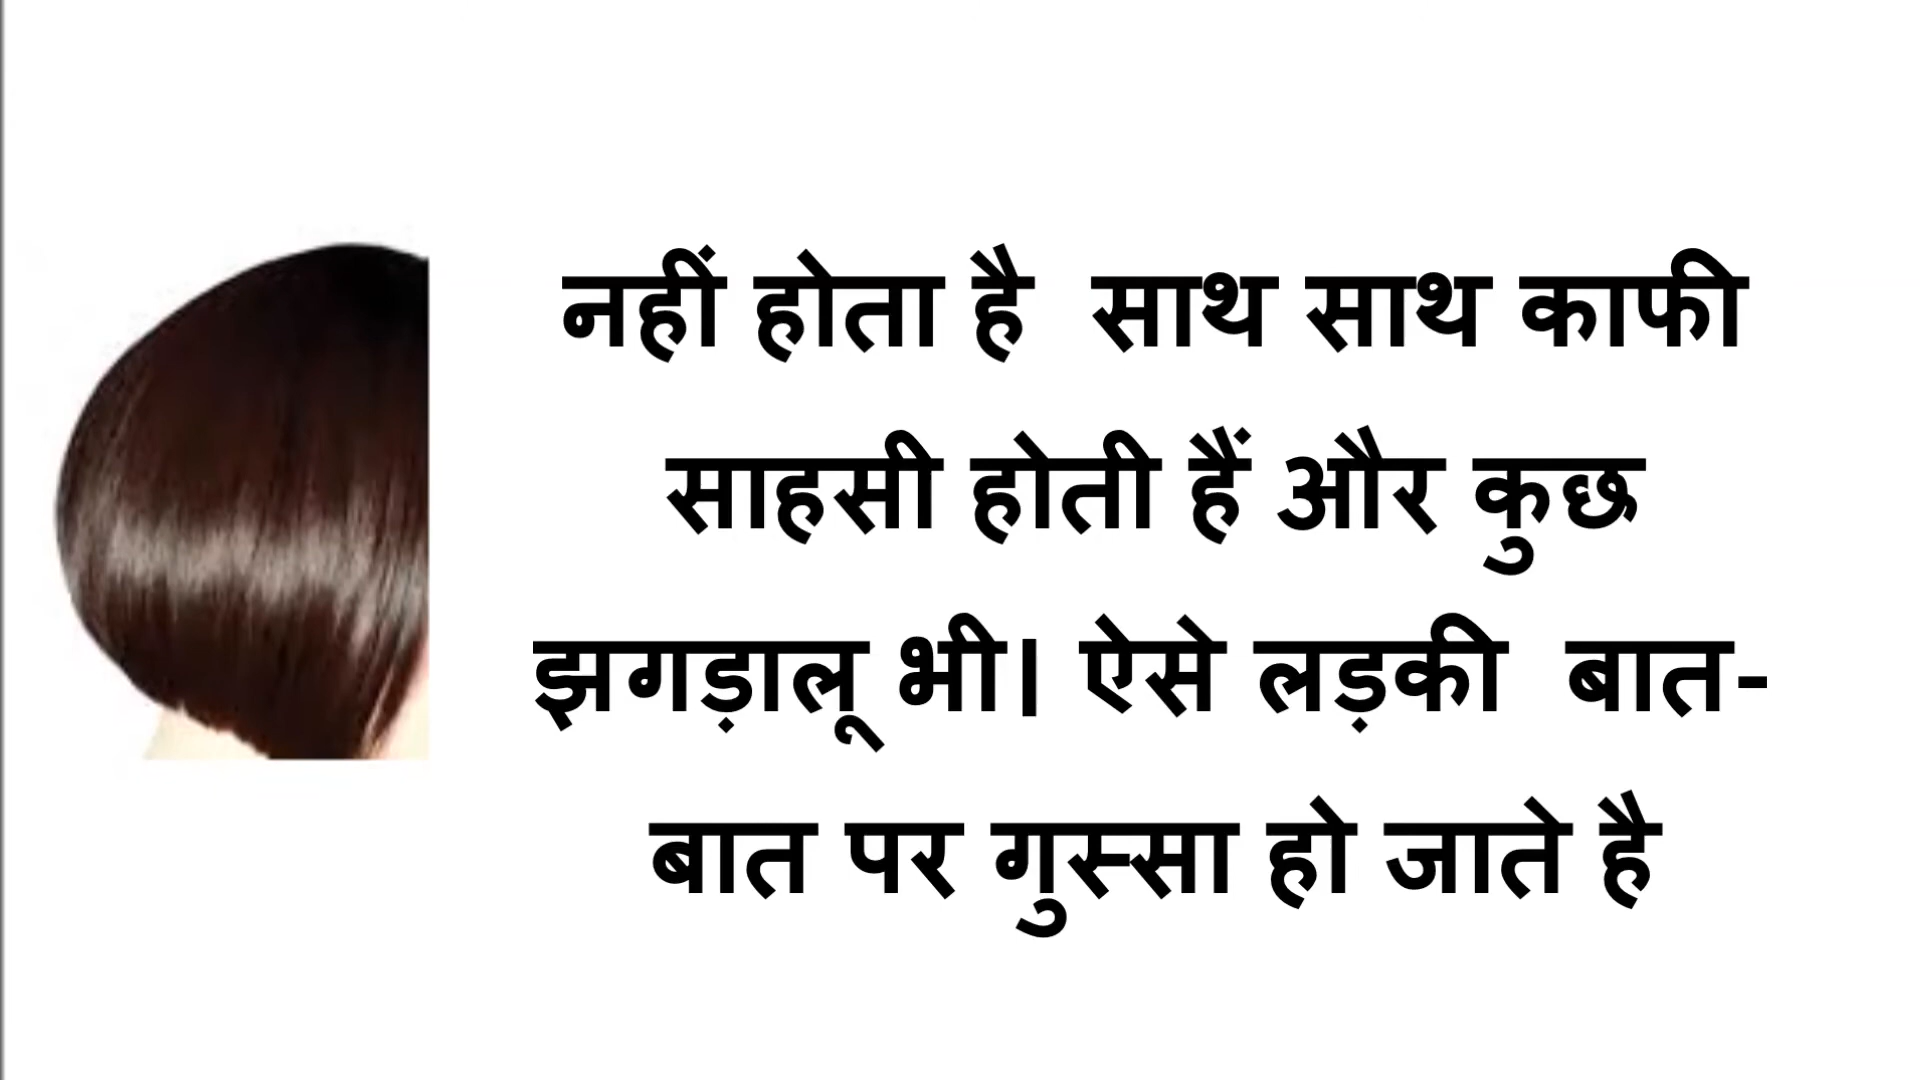 नहीं होता है  साथ साथ काफी
साहसी होती हैं और कुछ
झगड़ालू भी। ऐसे लड़की  बात-
बात पर गुस्सा हो जाते है